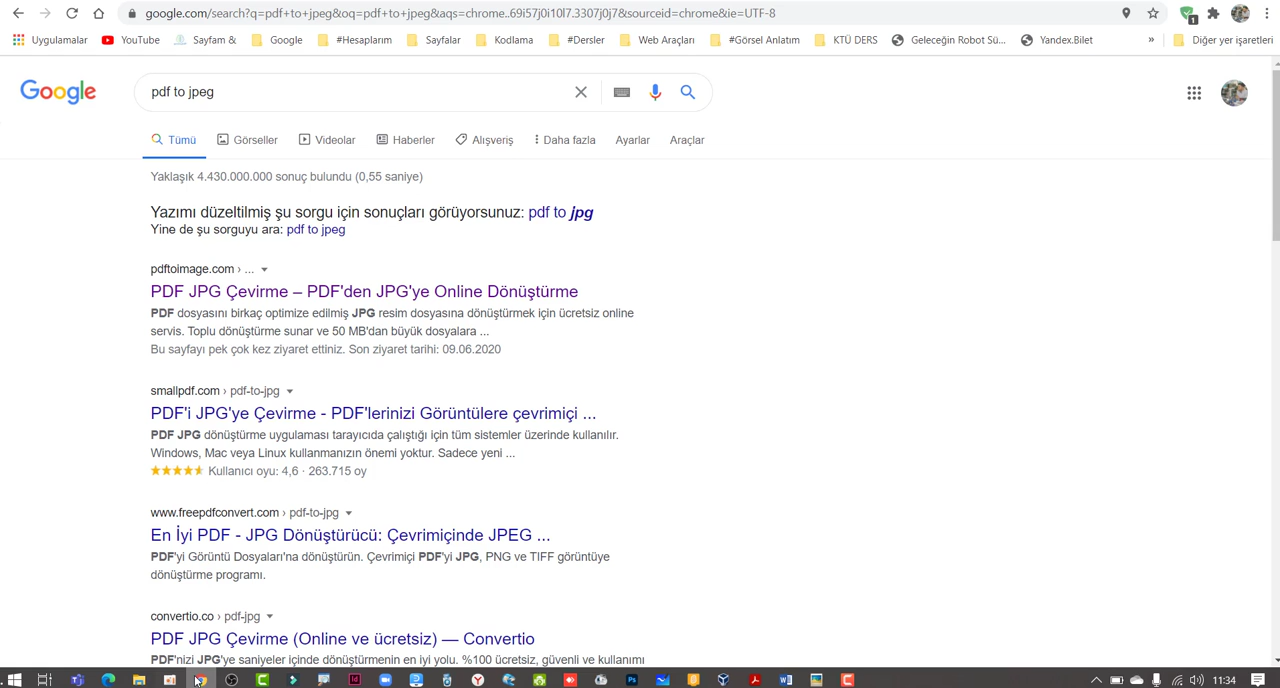 google.com/search?q=pdf+to+jpeg&oq=pdf+to+jpeg&aqs=chrome..69i57j0i10l7.3307j0j7&sourceid=chrome&ie=UTF-8
1
Uygulamalar YouTube Sayfam & Google #Hesaplarım Sayfalar Kodlama #Dersler Web Araçları #Görsel Anlatım KTÜ DERS Geleceğin Robot Sü... Yandex.Bilet » Diğer yer işaretleri
Google pdf to jpeg
Tümü Görseller Videolar Haberler Alışveriş Daha fazla Ayarlar Araçlar
Yaklaşık 4.430.000.000 sonuç bulundu (0,55 saniye)
Yazımı düzeltilmiş şu sorgu için sonuçları görüyorsunuz: pdf to jpg
Yine de şu sorguyu ara: pdf to jpeg
pdftoimage.com › ...
PDF JPG Çevirme – PDF'den JPG'ye Online Dönüştürme
PDF dosyasını birkaç optimize edilmiş JPG resim dosyasına dönüştürmek için ücretsiz online
servis. Toplu dönüştürme sunar ve 50 MB'dan büyük dosyalara ...
Bu sayfayı pek çok kez ziyaret ettiniz. Son ziyaret tarihi: 09.06.2020
smallpdf.com › pdf-to-jpg
PDF'i JPG'ye Çevirme - PDF'lerinizi Görüntülere çevrimiçi ...
PDF JPG dönüştürme uygulaması tarayıcıda çalıştığı için tüm sistemler üzerinde kullanılır.
Windows, Mac veya Linux kullanmanızın önemi yoktur. Sadece yeni ...
Kullanıcı oyu: 4,6 · 263.715 oy
www.freepdfconvert.com › pdf-to-jpg
En İyi PDF - JPG Dönüştürücü: Çevrimiçinde JPEG ...
PDF'yi Görüntü Dosyaları'na dönüştürün. Çevrimiçi PDF'yi JPG, PNG ve TIFF görüntüye
dönüştürme programı.
convertio.co › pdf-jpg
PDF JPG Çevirme (Online ve ücretsiz) — Convertio
PDF'nizi JPG'ye saniyeler içinde dönüştürmenin en iyi yolu. %100 ücretsiz, güvenli ve kullanımı
11:34